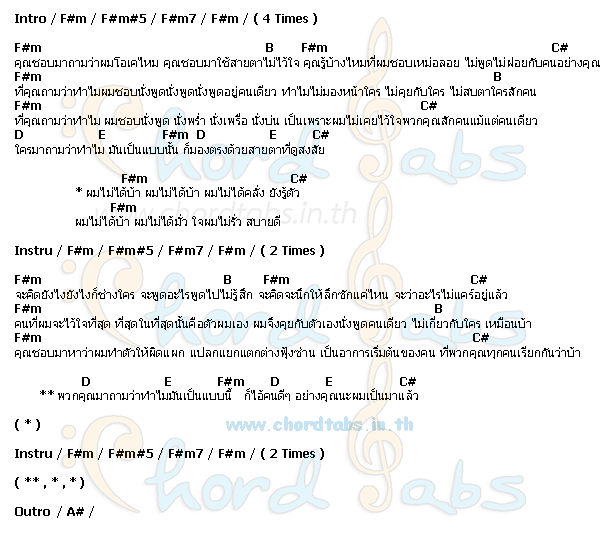 Intro / F#m / F#m#5 / F#m7 / F#m / ( 4 Times )
F#m B F#m C#
คุณชอบมาถามว่าผมโอเคไหม คุณชอบมาใช้สายตาไม่ไว้ใจ คุณรู้บ้างไหมที่ผมชอบเหม่อลอย ไม่พูดไม่ฝอยกับคนอย่างคุณ
F#m B
ที่คุณถามว่าทำไมผมชอบนั่งพูดนั่งพูดนั่งพูดอยู่คนเดียว ทำไมไม่มองหน้าใคร ไม่คุยกับใคร ไม่สบตาใครสักคน
F#m C#
ที่คุณถามว่าทำไม ผมชอบนั่งพูด นั่งพร่ำ นั่งเพรื่อ นั่งบ่น เป็นเพราะผมไม่เคยไว้ใจพวกคุณสักคนแม้แต่คนเดียว
D E F#m D E C#
ใครมาถามว่าทำไม มันเป็นแบบนั้น ก็มองตรงด้วยสายตาที่ดูสงสัย
F#m C#
* ผมไม่ได้บ้า ผมไม่ได้บ้า ผมไม่ได้คลั่ง ยังรู้ตัว
F#m
ผมไม่ได้บ้า ผมไม่ได้มั่ว ใจผมไม่รั่ว สบายดี
Instru / F#m / F#m#5 / F#m7 / F#m / ( 2 Times )
F#m B F#m C#
จะคิดยังไงยังไงก็ช่างใคร จะพูดอะไรพูดไปไม่รู้สึก จะคิดจะนึกให้ลึกซักแค่ไหน จะว่าอะไรไม่แคร์อยู่แล้ว
F#m B
คนที่ผมจะไว้ใจที่สุด ที่สุดในที่สุดนั้นคือตัวผมเอง ผมจึงคุยกับตัวเองนั่งพูดคนเดียว ไม่เกี่ยวกับใคร เหมือนบ้า
F#m C#
คุณชอบมาหาว่าผมทำตัวให้ผิดแผก แปลกแยกแตกต่างฟุ้งซ่าน เป็นอาการเริ่มต้นของคน ที่พวกคุณทุกคนเรียกกันว่าบ้า
D E F#m D E C#
** พวกคุณมาถามว่าทำไมมันเป็นแบบนี้ ก็ไอ้คนดีๆ อย่างคุณนะผมเป็นมาแล้ว
( * )
www.chordtabs.in.th
Instru / F#m / F#m#5 / F#m7 / F#m / ( 2 Times )
( ** , * , * )
Outro / A# /